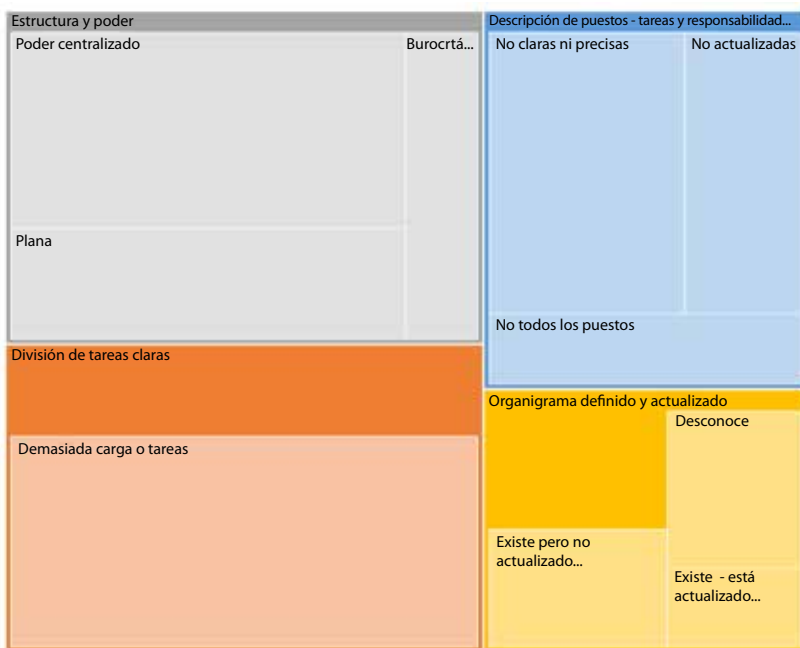 Estructura y poder
Poder centralizado
Burocrtá...
Plana
Descripción de puestos - tareas y responsabilidad...
No claras ni precisas
No actualizadas
No todos los puestos
División de tareas claras
Demasiada carga o tareas
Organigrama definido y actualizado
Desconoce
Existe pero no
actualizado...
Existe - está
actualizado...